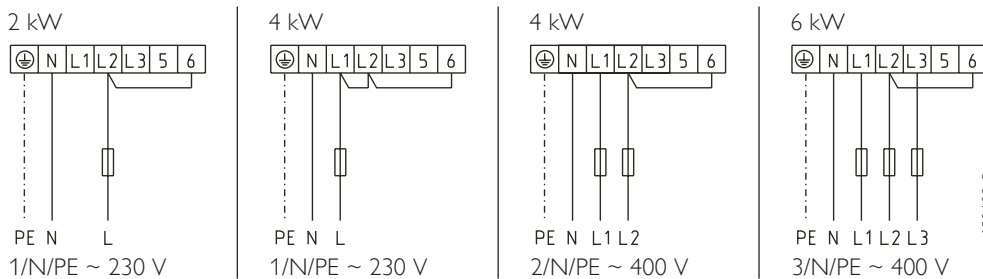 2 kW
N L1 L2 L3 5 6
PE N L
1/N/PE ~ 230 V
4 kW
N L1 L2 L3 5 6
PE N L
1/N/PE ~ 230 V
4 kW
N L1 L2 L3 5 6
PE N L1 L2
2/N/PE ~ 400 V
6 kW
N L1 L2 L3 5 6
PE N L1 L2 L3
3/N/PE ~ 400 V